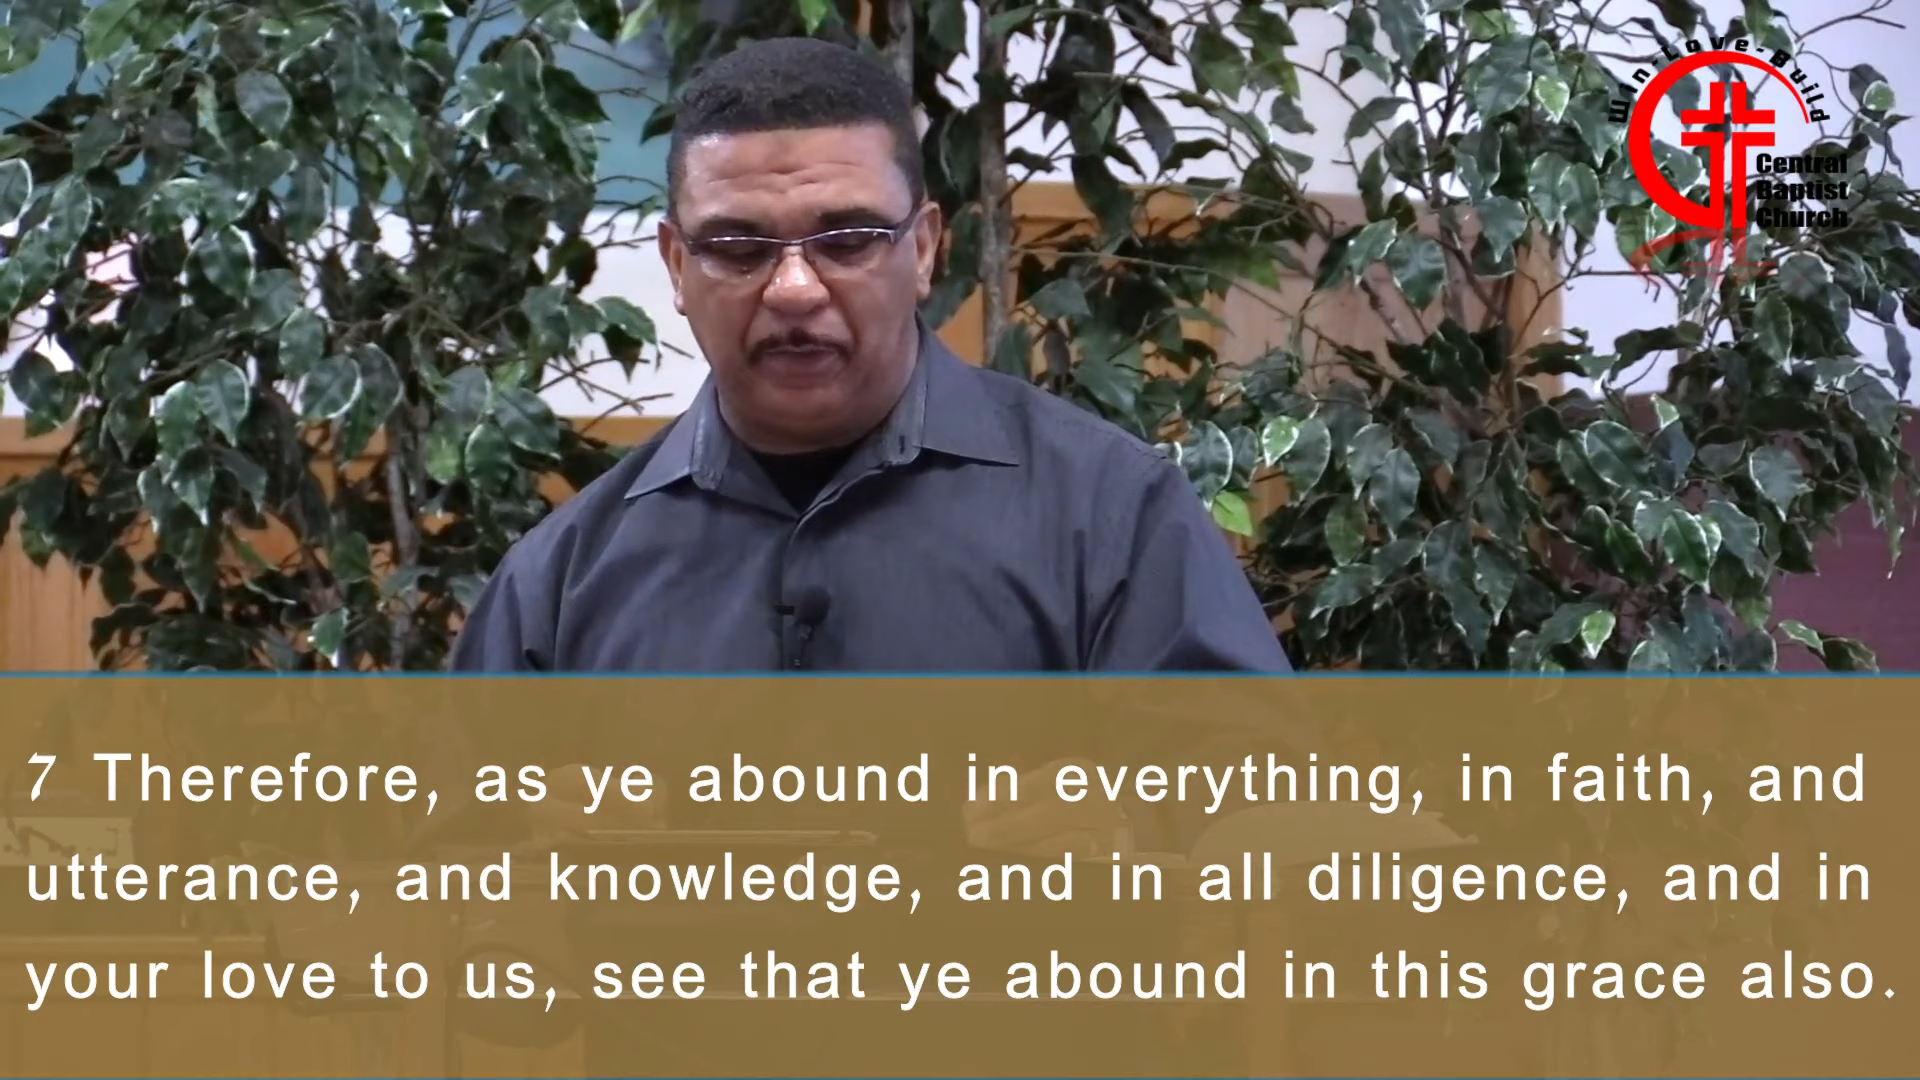 Win-Love-Build
Central
Baptist
Church
7 Therefore, as ye abound in everything, in faith, and
utterance, and knowledge, and in all diligence, and in
your love to us, see that ye abound in this grace also.